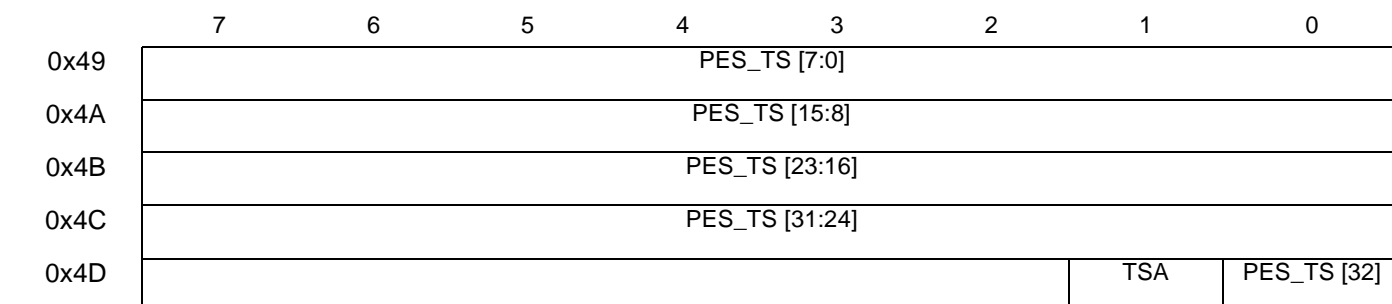 7 6 5 4 3 2 1 0
0x49 PES_TS [7:0]
0x4A PES_TS [15:8]
0x4B PES_TS [23:16]
0x4C PES_TS [31:24]
0x4D TSA PES_TS [32]